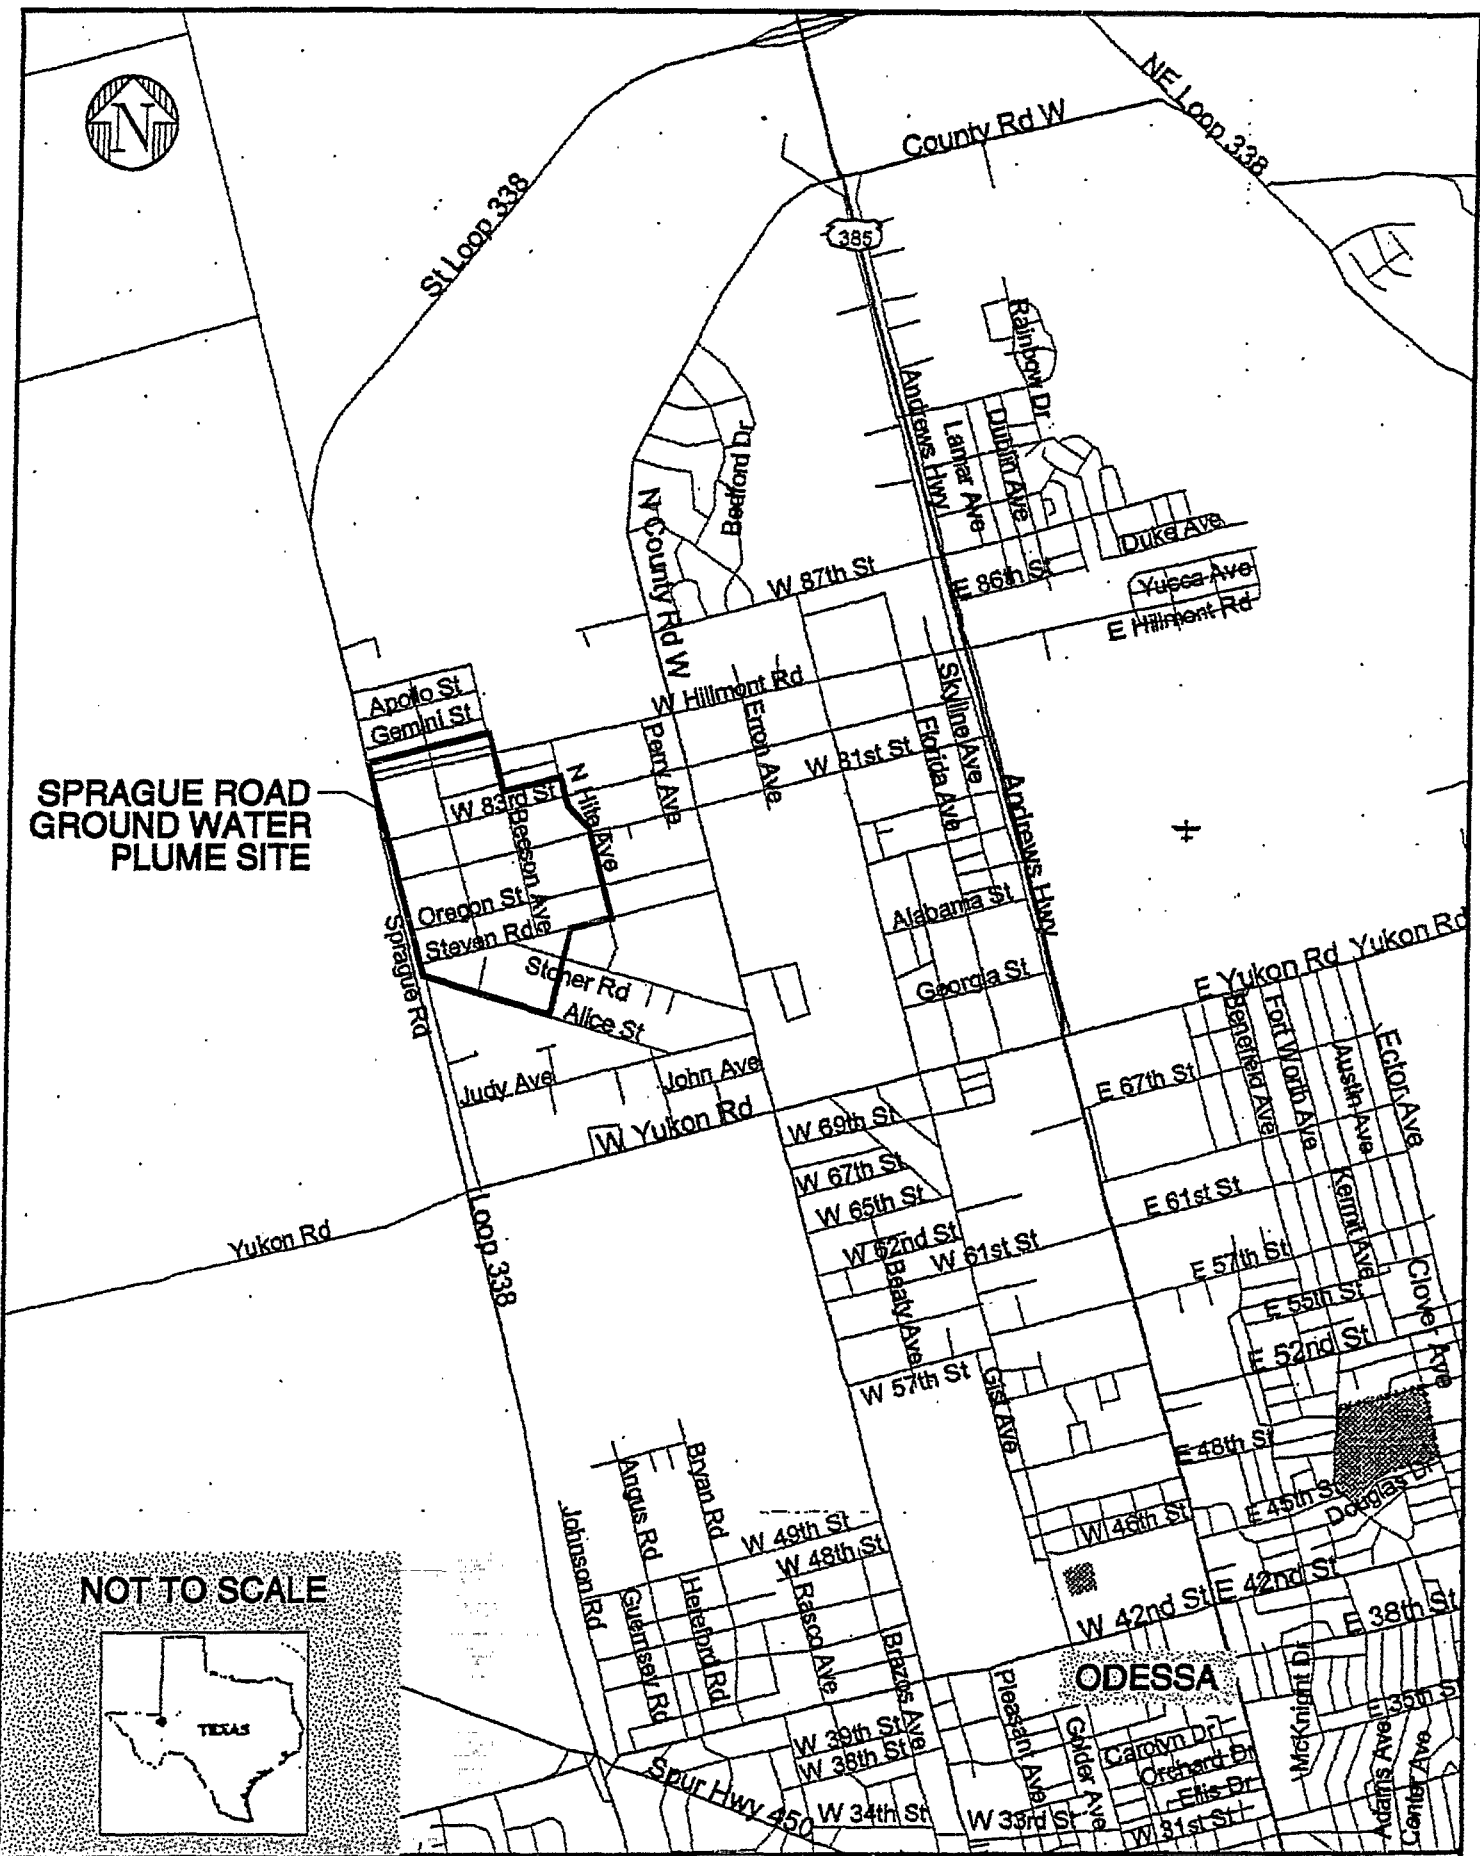 N
NE Loop 338
County Rd W
St Loop 338
385
Rainbow Dr
Andrews Hwy
Lamar Ave
Dublin Ave
Bedford Dr
N County Rd W
Duke Ave
W 87th St
E 86th St
Yucca Ave
E Hillmont Rd
Apollo St
Gemini St
W Hillmont Rd
Skyline Ave
Perry Ave
Erron Ave
Florida Ave
W 81st St
N Hita Ave
SPRAGUE ROAD
GROUND WATER
PLUME SITE
W 83rd St
Beeson Ave
Andrews Hwy
Oregon St
Steven Rd
Alabama St
Sprague Rd
Stoner Rd
Georgia St
E Yukon Rd
Yukon Rd
Alice St
Benefield Ave
Fort Worth Ave
Austin Ave
Ector Ave
Judy Ave
John Ave
E 67th St
W Yukon Rd
W 69th St
W 67th St
W 65th St
E 61st St
Kermit Ave
Yukon Rd
Loop 338
W 62nd St
W 61st St
E 57th St
Beaty Ave
E 55th St
Clover Ave
E 52nd St
W 57th St
Gist Ave
E 48th St
Angus Rd
Bryan Rd
E 45th St
Douglas Dr
Johnson Rd
W 49th St
W 46th St
W 48th St
NOT TO SCALE
Guernsey Rd
Hereford Rd
Rasco Ave
W 42nd St
E 42nd St
E 38th St
Brazos Ave
Pleasant Ave
ODESSA
McKnight Dr
E 35th S
TEXAS
W 39th St
W 38th St
Golder Ave
Carolyn Dr
Orchard Dr
Ellis Dr
Adams Ave
Center Ave
Spur Hwy 450
W 34th St
W 33rd St
W 31st St